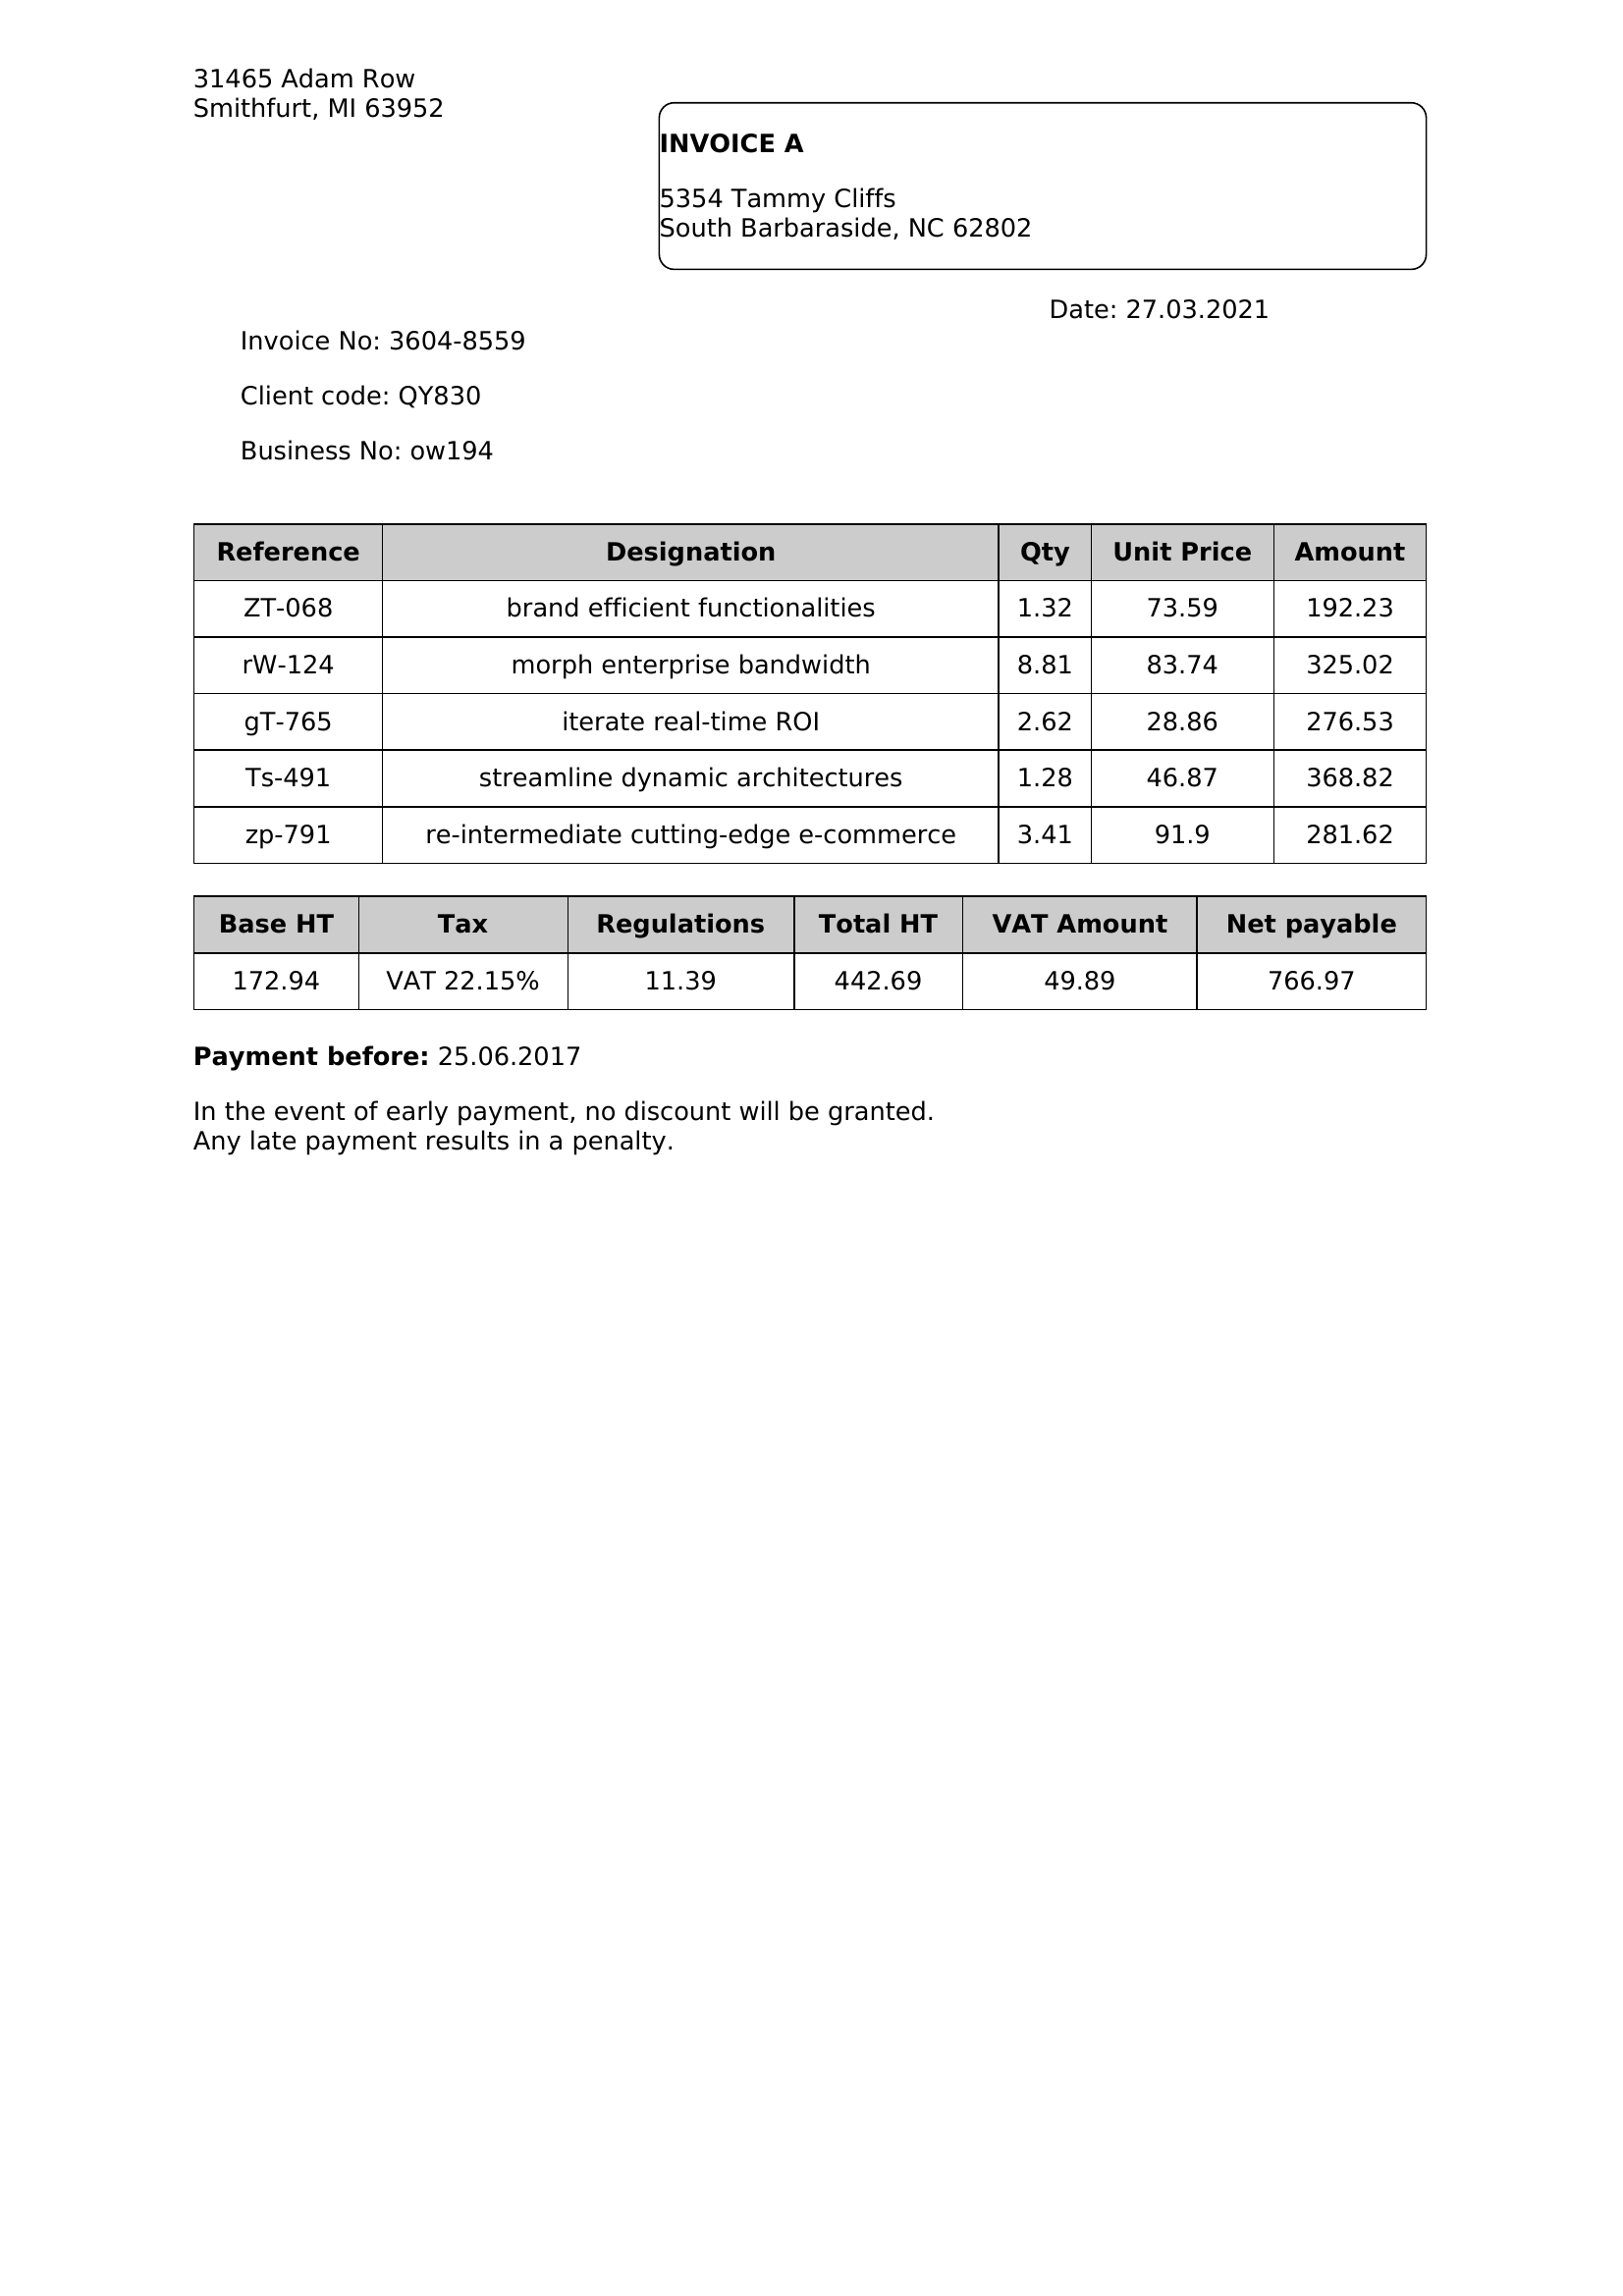 31465 Adam Row
Smithfurt, MI 63952
INVOICE A
5354 Tammy Cliffs
South Barbaraside, NC 62802
Date: 27.03.2021
Invoice No: 3604-8559
Client code: QY830
Business No: ow194
Reference Designation Qty Unit Price Amount
ZT-068 brand efficient functionalities 1.32 73.59 192.23
rW-124 morph enterprise bandwidth 8.81 83.74 325.02
gT-765 iterate real-time ROI 2.62 28.86 276.53
Ts-491 streamline dynamic architectures 1.28 46.87 368.82
zp-791 re-intermediate cutting-edge e-commerce 3.41 91.9 281.62
Base HT Tax Regulations Total HT VAT Amount Net payable
172.94 VAT 22.15% 11.39 442.69 49.89 766.97
Payment before: 25.06.2017
In the event of early payment, no discount will be granted.
Any late payment results in a penalty.